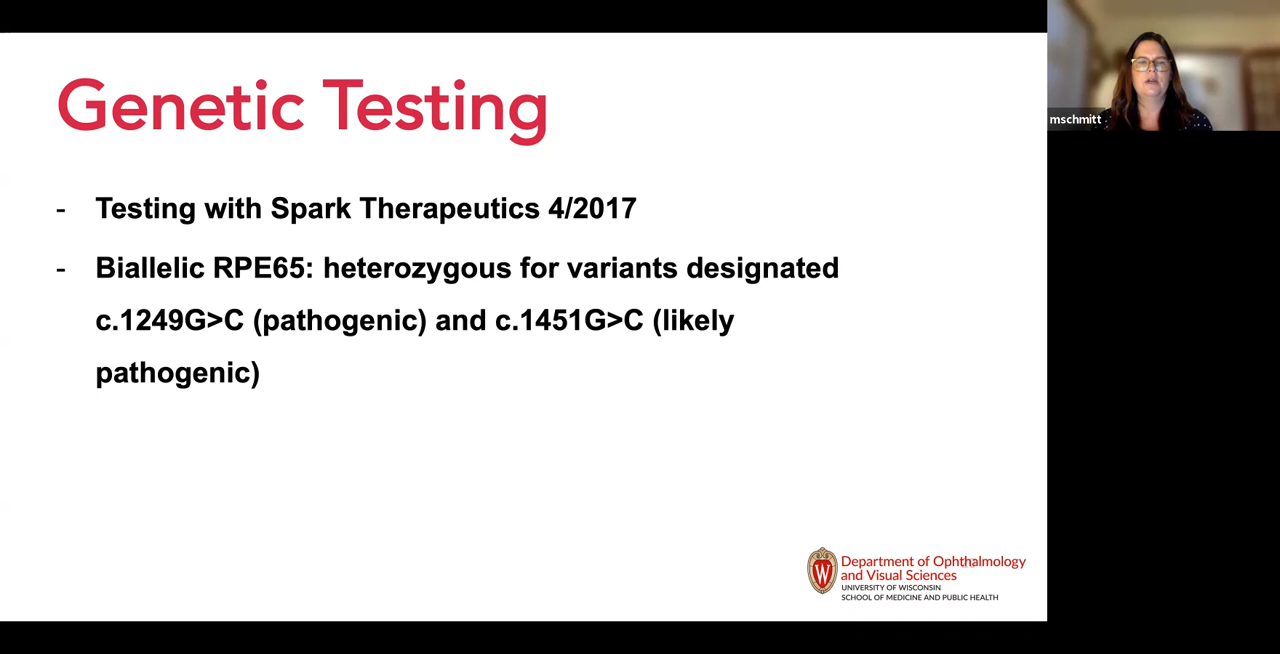 Genetic Testing
- Testing with Spark Therapeutics 4/2017
- Biallelic RPE65: heterozygous for variants designated
c.1249G>C (pathogenic) and c.1451G>C (likely
pathogenic)
W
Department of Ophthalmology
and Visual Sciences
UNIVERSITY OF WISCONSIN
SCHOOL OF MEDICINE AND PUBLIC HEALTH
mschmitt